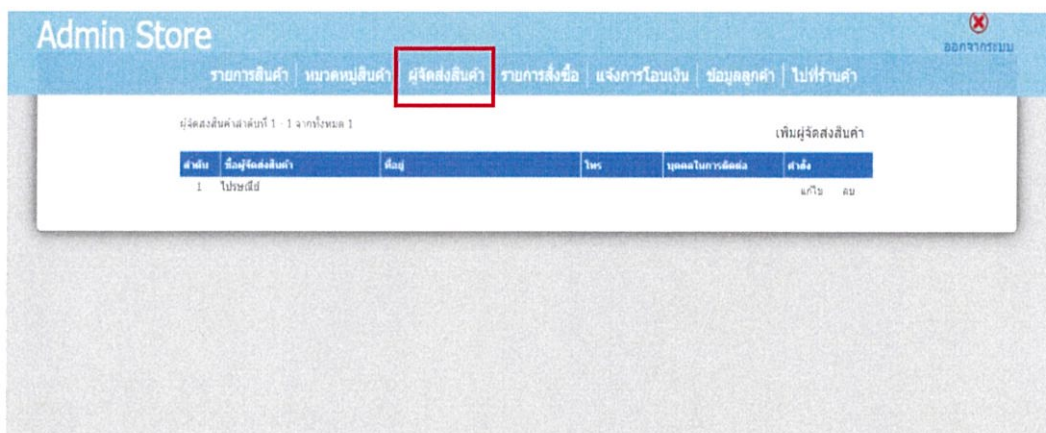 Admin Store
ออกจากระบบ
รายการสินค้า หมวดหมู่สินค้า ผู้จัดส่งสินค้า รายการสั่งซื้อ แจ้งการโอนเงิน ข้อมูลลูกค้า ไปที่ร้านค้า
ผู้จัดส่งสินค้าลำดับที่ 1 - 1 จากทั้งหมด 1
เพิ่มผู้จัดส่งสินค้า
ลำดับ ชื่อผู้จัดส่งสินค้า ที่อยู่ โทร บุคคลในการติดต่อ คำสั่ง
1 ไปรษณีย์ แก้ไข ลบ